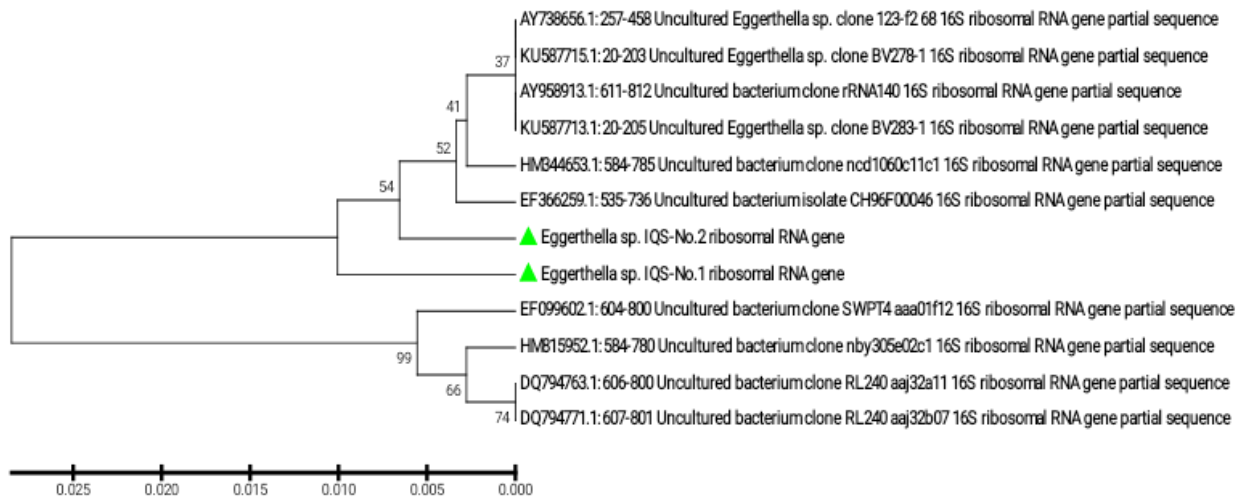 AY738656.1:257-458 Uncultured Eggerthella sp. clone 123-f2 68 16S ribosomal RNA gene partial sequence
KU587715.1:20-203 Uncultured Eggerthella sp. clone BV278-1 16S ribosomal RNA gene partial sequence
37
AY958913.1:611-812 Uncultured bacterium clone rRNA140 16S ribosomal RNA gene partial sequence
41
KU587713.1:20-205 Uncultured Eggerthella sp. clone BV283-1 16S ribosomal RNA gene partial sequence
52
HM344653.1:584-785 Uncultured bacterium clone ncd1060c11c1 16S ribosomal RNA gene partial sequence
54
EF366259.1:535-736 Uncultured bacterium isolate CH96F00046 16S ribosomal RNA gene partial sequence
Eggerthella sp. IQS-No.2 ribosomal RNA gene
Eggerthella sp. IQS-No.1 ribosomal RNA gene
EF099602.1:604-800 Uncultured bacterium clone SWPT4 aaa01f12 16S ribosomal RNA gene partial sequence
99
HM815952.1:584-780 Uncultured bacterium clone nby305e02c1 16S ribosomal RNA gene partial sequence
66
DQ794763.1:606-800 Uncultured bacterium clone RL240 aaj32a11 16S ribosomal RNA gene partial sequence
74
DQ794771.1:607-801 Uncultured bacterium clone RL240 aaj32b07 16S ribosomal RNA gene partial sequence
0.025 0.020 0.015 0.010 0.005 0.000